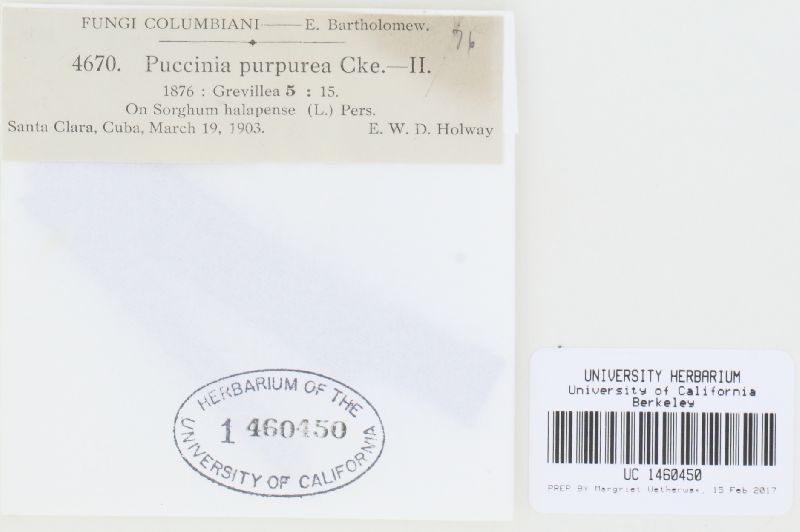 FUNGI COLUMBIANI—E. Bartholomew.
76
4670. Puccinia purpurea Cke.—II.
1876 : Grevillea 5 : 15.
On Sorghum halapense (L.) Pers.
Santa Clara, Cuba, March 19, 1903. E. W. D. Holway
HERBARIUM OF THE
1 460450
UNIVERSITY OF CALIFORNIA
UNIVERSITY HERBARIUM
University of California
Berkeley
UC 1460450
PREP BY Margriet Wetherwax, 15 Feb 2017